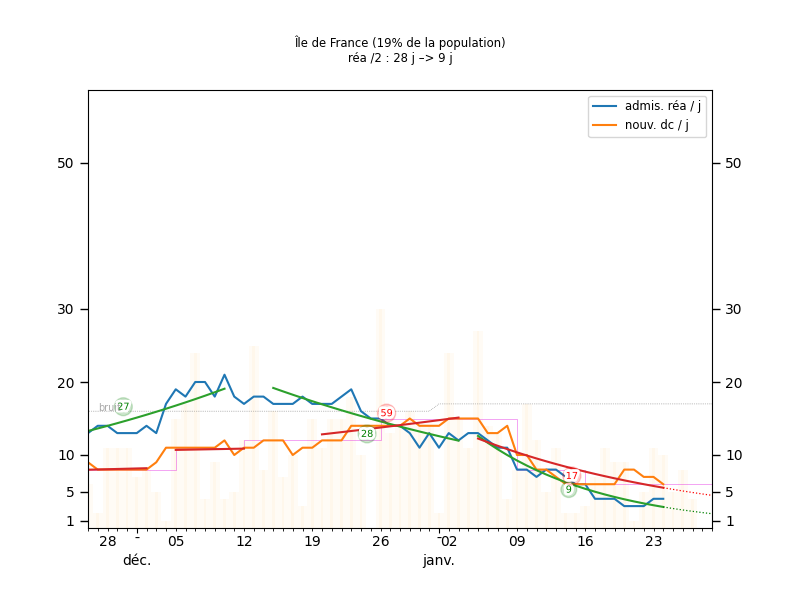 Île de France (19% de la population)
réa /2 : 28 j –> 9 j
admis. réa / j
nouv. dc / j
50 50
30 30
20 20
10 10
5 5
1 1
27
59
28
17
9
28 05 12 19 26 02 09 16 23
déc. janv.